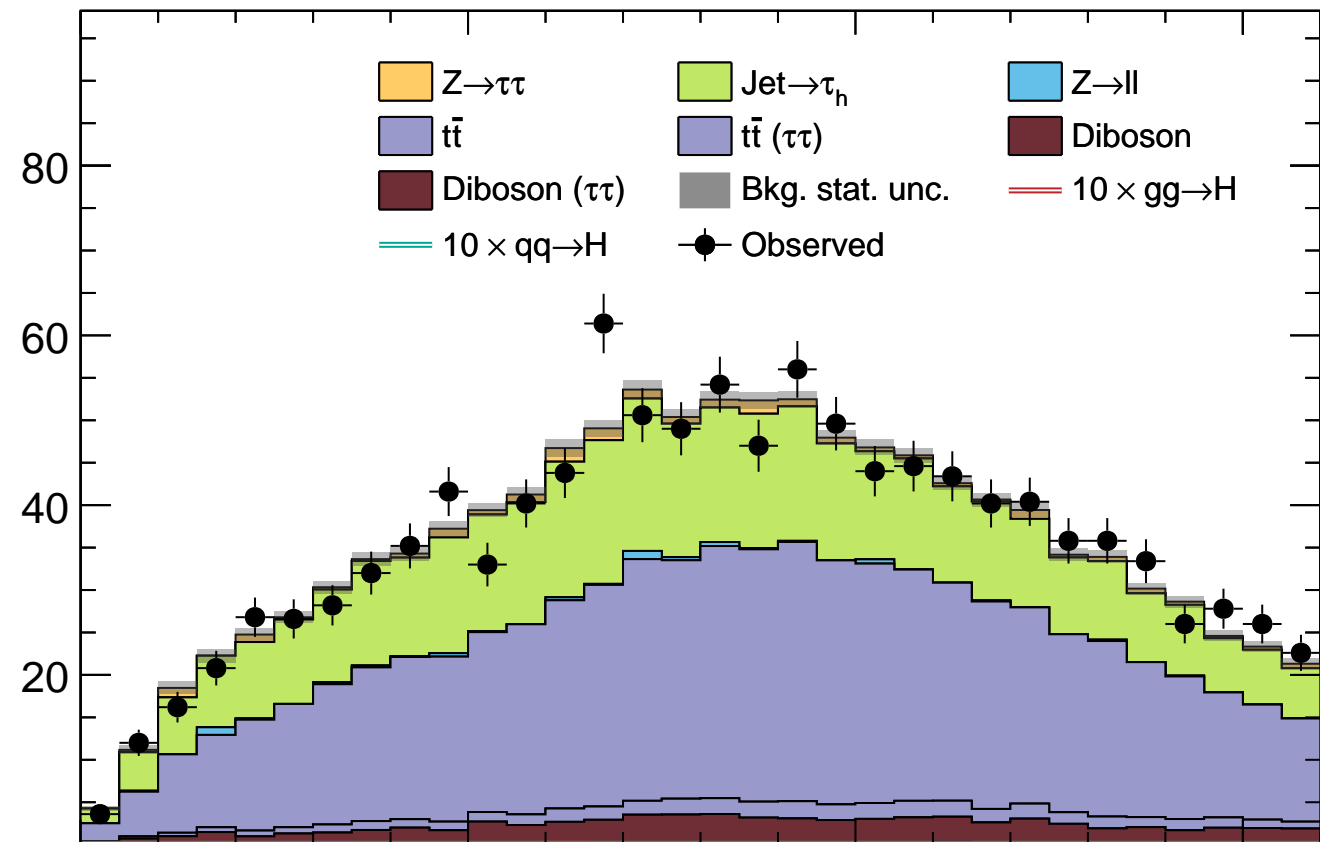 Z→ττ Jet→τh Z→ll
tt̄ tt̄ (ττ) Diboson
80
Diboson (ττ) Bkg. stat. unc. 10 × gg→H
10 × qq→H Observed
60
40
20